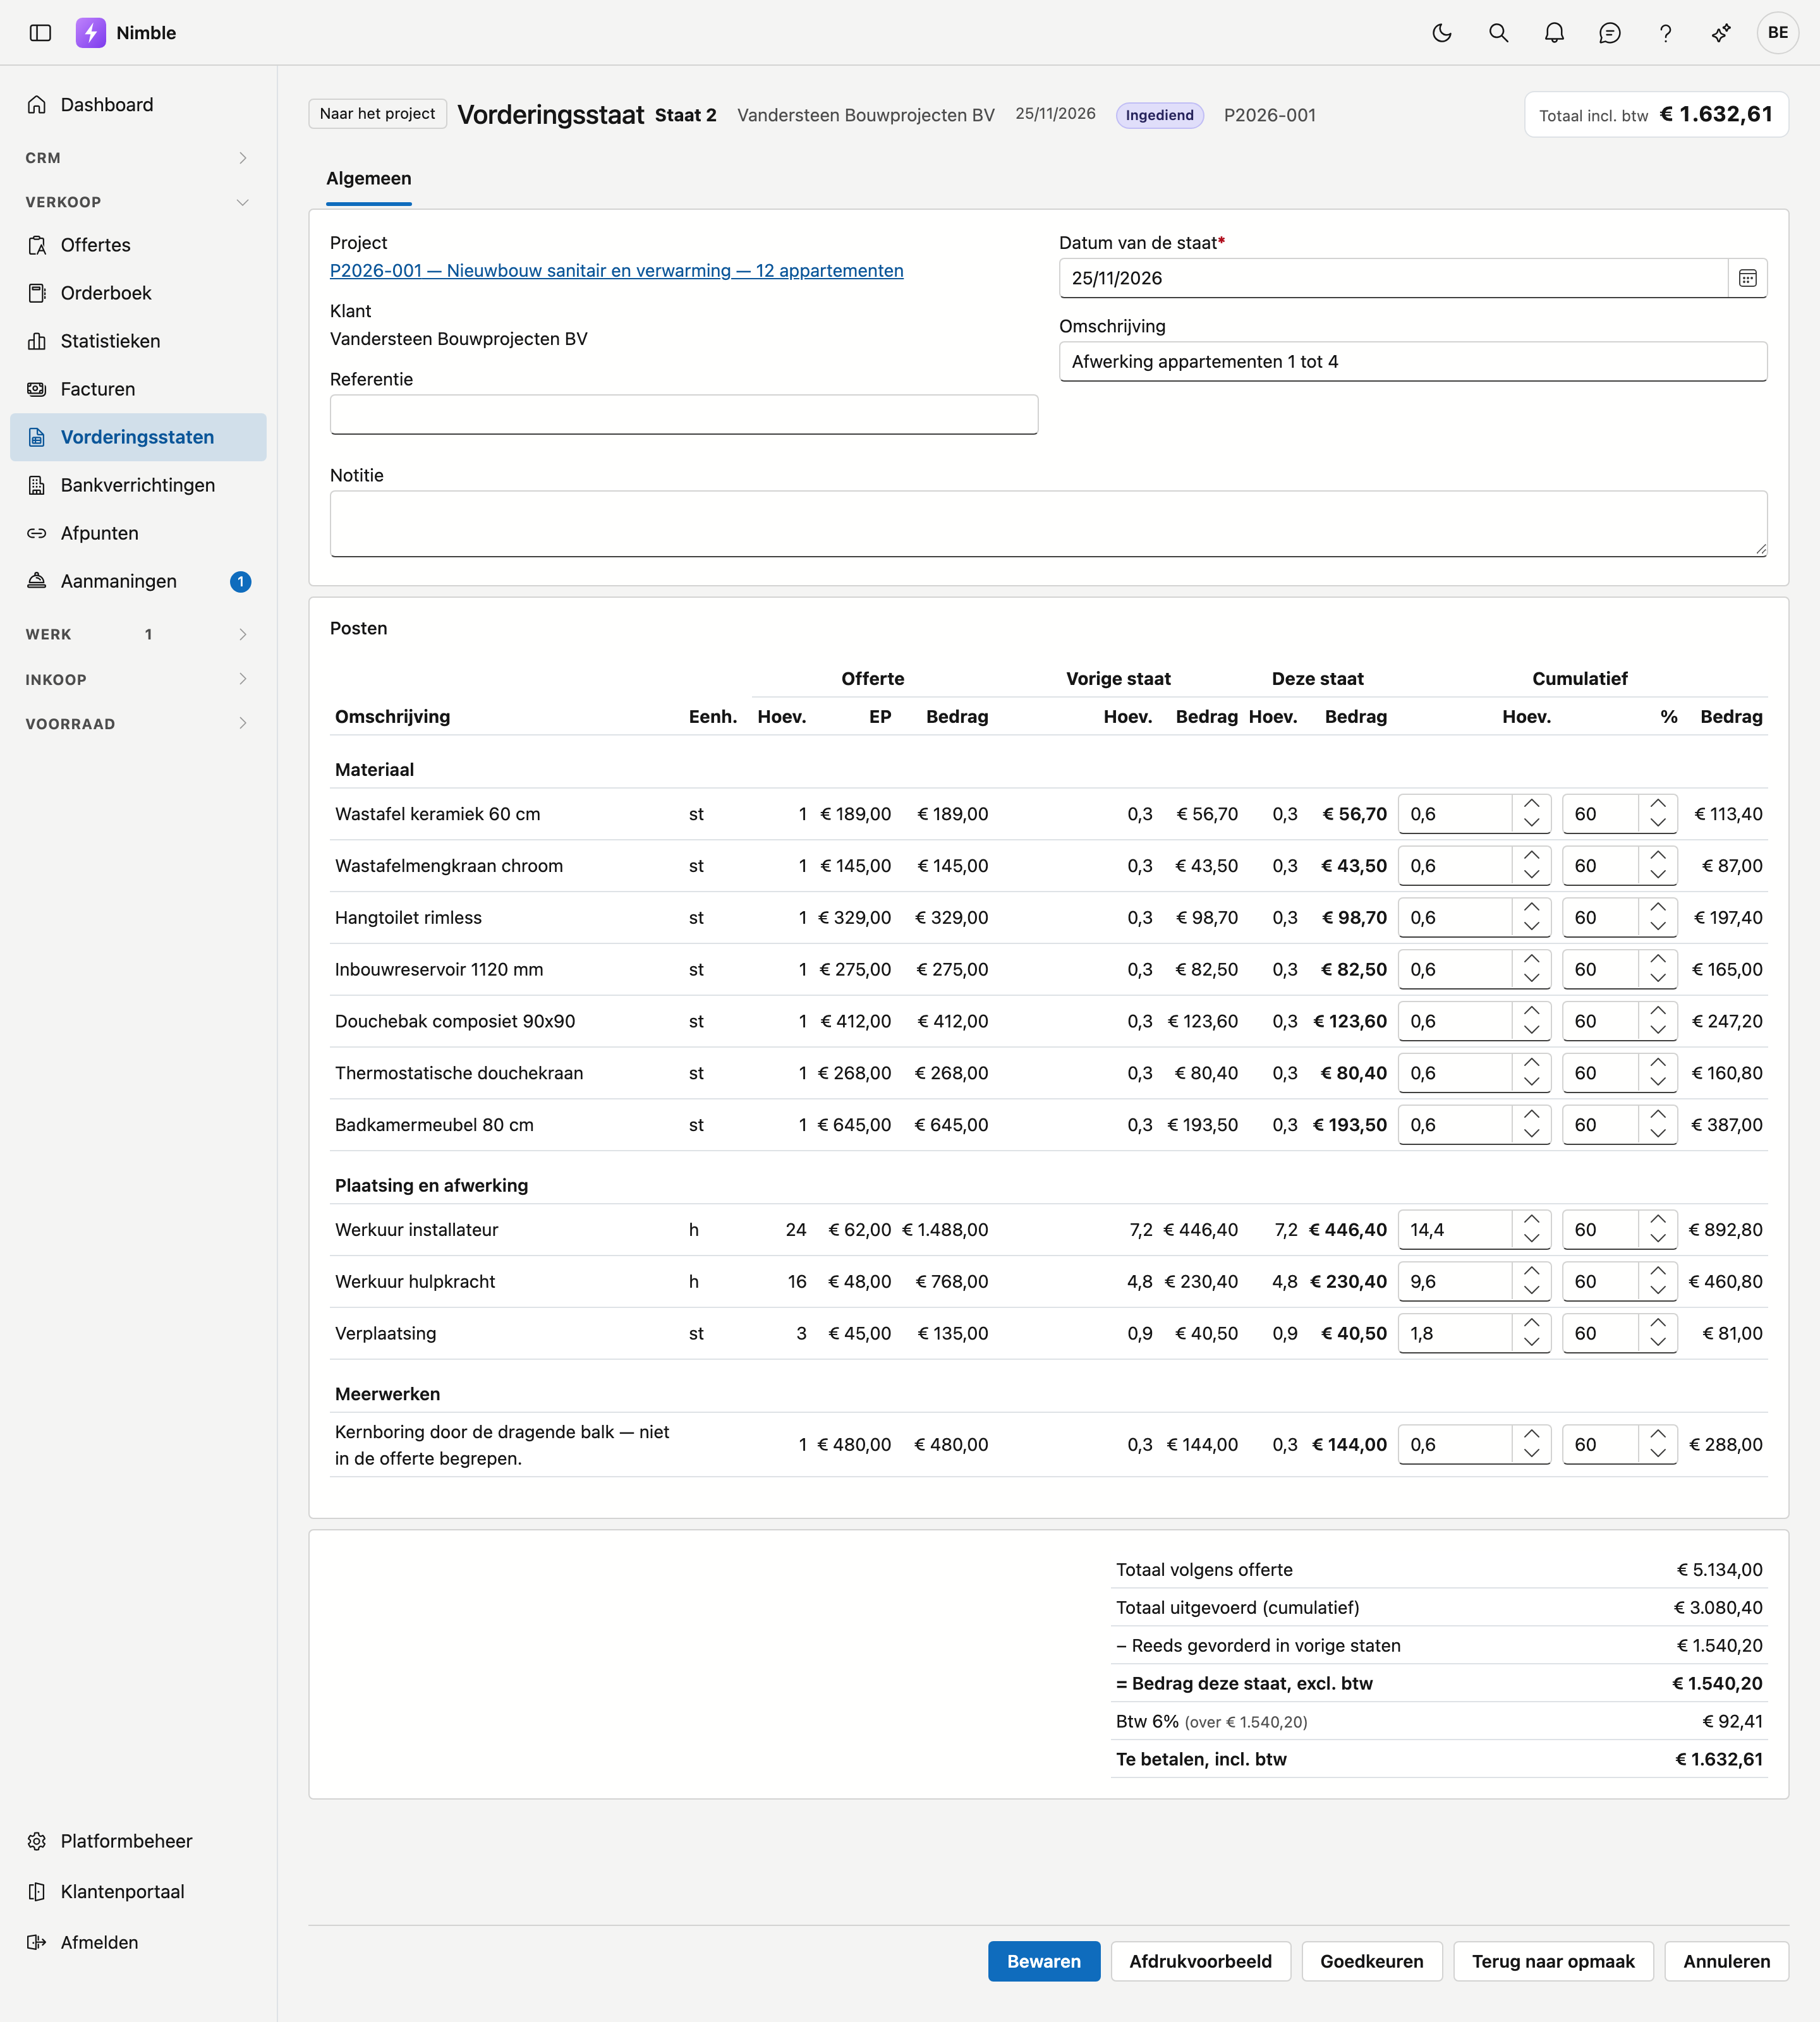 Nimble
BE
Dashboard
CRM
VERKOOP
Offertes
Orderboek
Statistieken
Facturen
Vorderingsstaten
Bankverrichtingen
Afpunten
Aanmaningen 1
WERK 1
INKOOP
VOORRAAD
Platformbeheer
Klantenportaal
Afmelden
Naar het project Vorderingsstaat Staat 2 Vandersteen Bouwprojecten BV 25/11/2026 Ingediend P2026-001 Totaal incl. btw € 1.632,61
Algemeen
Project
P2026-001 — Nieuwbouw sanitair en verwarming — 12 appartementen
Klant
Vandersteen Bouwprojecten BV
Referentie
Datum van de staat*
25/11/2026
Omschrijving
Afwerking appartementen 1 tot 4
Notitie
Posten
Offerte Vorige staat Deze staat Cumulatief
Omschrijving Eenh. Hoev. EP Bedrag Hoev. Bedrag Hoev. Bedrag Hoev. % Bedrag
Materiaal
Wastafel keramiek 60 cm st 1 € 189,00 € 189,00 0,3 € 56,70 0,3 € 56,70 0,6 60 € 113,40
Wastafelmengkraan chroom st 1 € 145,00 € 145,00 0,3 € 43,50 0,3 € 43,50 0,6 60 € 87,00
Hangtoilet rimless st 1 € 329,00 € 329,00 0,3 € 98,70 0,3 € 98,70 0,6 60 € 197,40
Inbouwreservoir 1120 mm st 1 € 275,00 € 275,00 0,3 € 82,50 0,3 € 82,50 0,6 60 € 165,00
Douchebak composiet 90x90 st 1 € 412,00 € 412,00 0,3 € 123,60 0,3 € 123,60 0,6 60 € 247,20
Thermostatische douchekraan st 1 € 268,00 € 268,00 0,3 € 80,40 0,3 € 80,40 0,6 60 € 160,80
Badkamermeubel 80 cm st 1 € 645,00 € 645,00 0,3 € 193,50 0,3 € 193,50 0,6 60 € 387,00
Plaatsing en afwerking
Werkuur installateur h 24 € 62,00 € 1.488,00 7,2 € 446,40 7,2 € 446,40 14,4 60 € 892,80
Werkuur hulpkracht h 16 € 48,00 € 768,00 4,8 € 230,40 4,8 € 230,40 9,6 60 € 460,80
Verplaatsing st 3 € 45,00 € 135,00 0,9 € 40,50 0,9 € 40,50 1,8 60 € 81,00
Meerwerken
Kernboring door de dragende balk — niet
in de offerte begrepen. 1 € 480,00 € 480,00 0,3 € 144,00 0,3 € 144,00 0,6 60 € 288,00
Totaal volgens offerte € 5.134,00
Totaal uitgevoerd (cumulatief) € 3.080,40
– Reeds gevorderd in vorige staten € 1.540,20
= Bedrag deze staat, excl. btw € 1.540,20
Btw 6% (over € 1.540,20) € 92,41
Te betalen, incl. btw € 1.632,61
Bewaren Afdrukvoorbeeld Goedkeuren Terug naar opmaak Annuleren